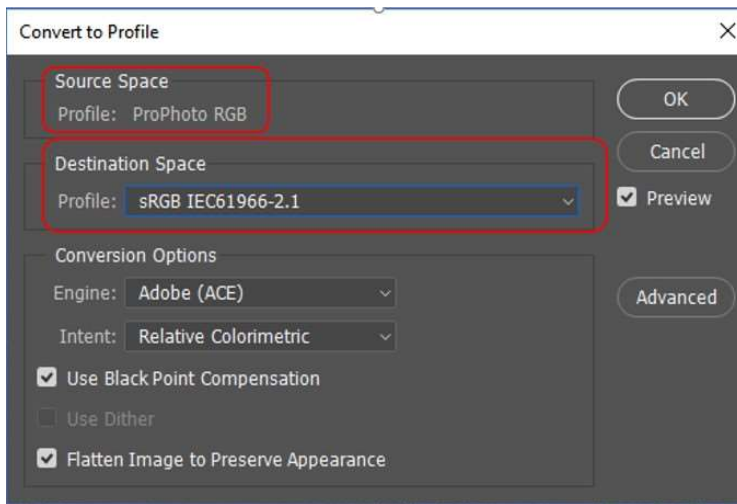 Convert to Profile
Source Space
Profile: ProPhoto RGB
OK
Cancel
Destination Space
Profile: sRGB IEC61966-2.1
Preview
Conversion Options
Engine: Adobe (ACE)
Advanced
Intent: Relative Colorimetric
Use Black Point Compensation
Use Dither
Flatten Image to Preserve Appearance